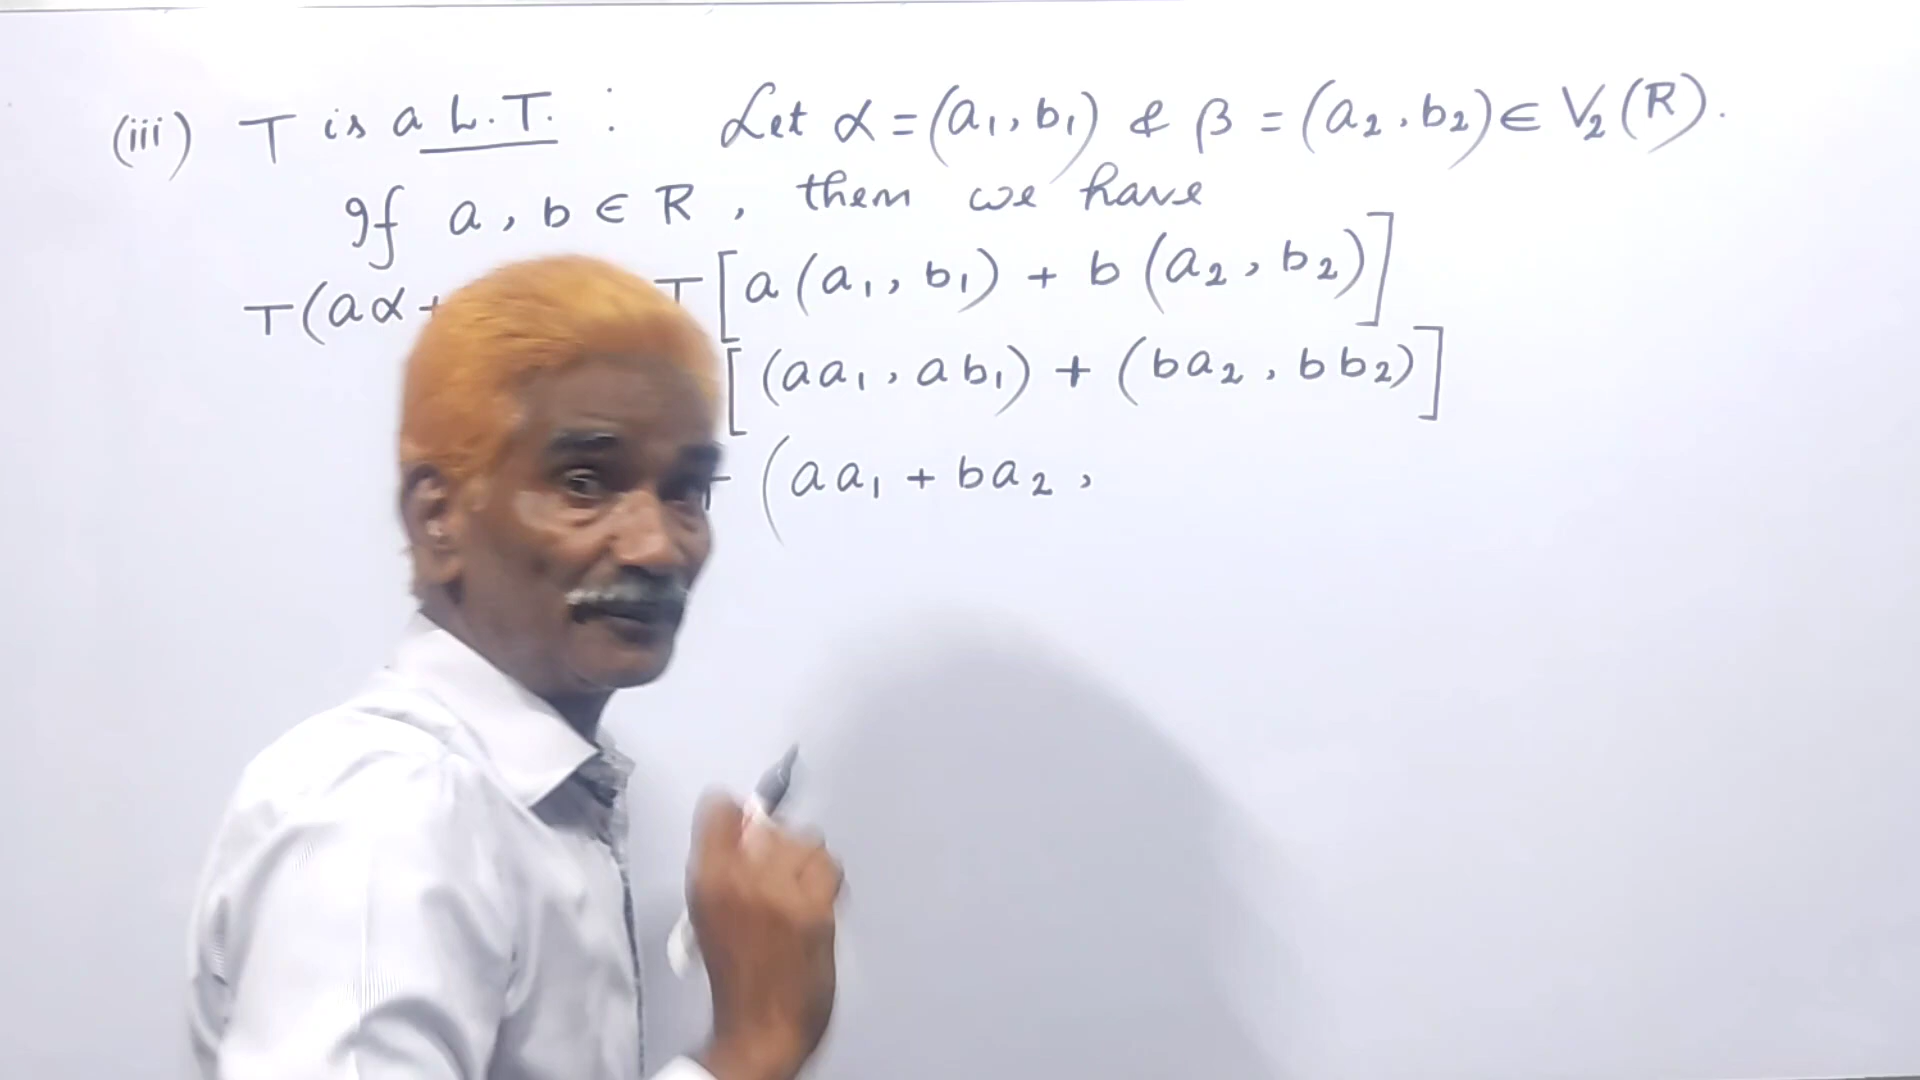 (iii) T is a L.T. : Let α = (a₁, b₁) & β = (a₂, b₂) ∈ V₂(R).
If a, b ∈ R, then we have
T(aα + T[a(a₁, b₁) + b(a₂, b₂)]
[(aa₁, ab₁) + (ba₂, bb₂)]
(aa₁ + ba₂,